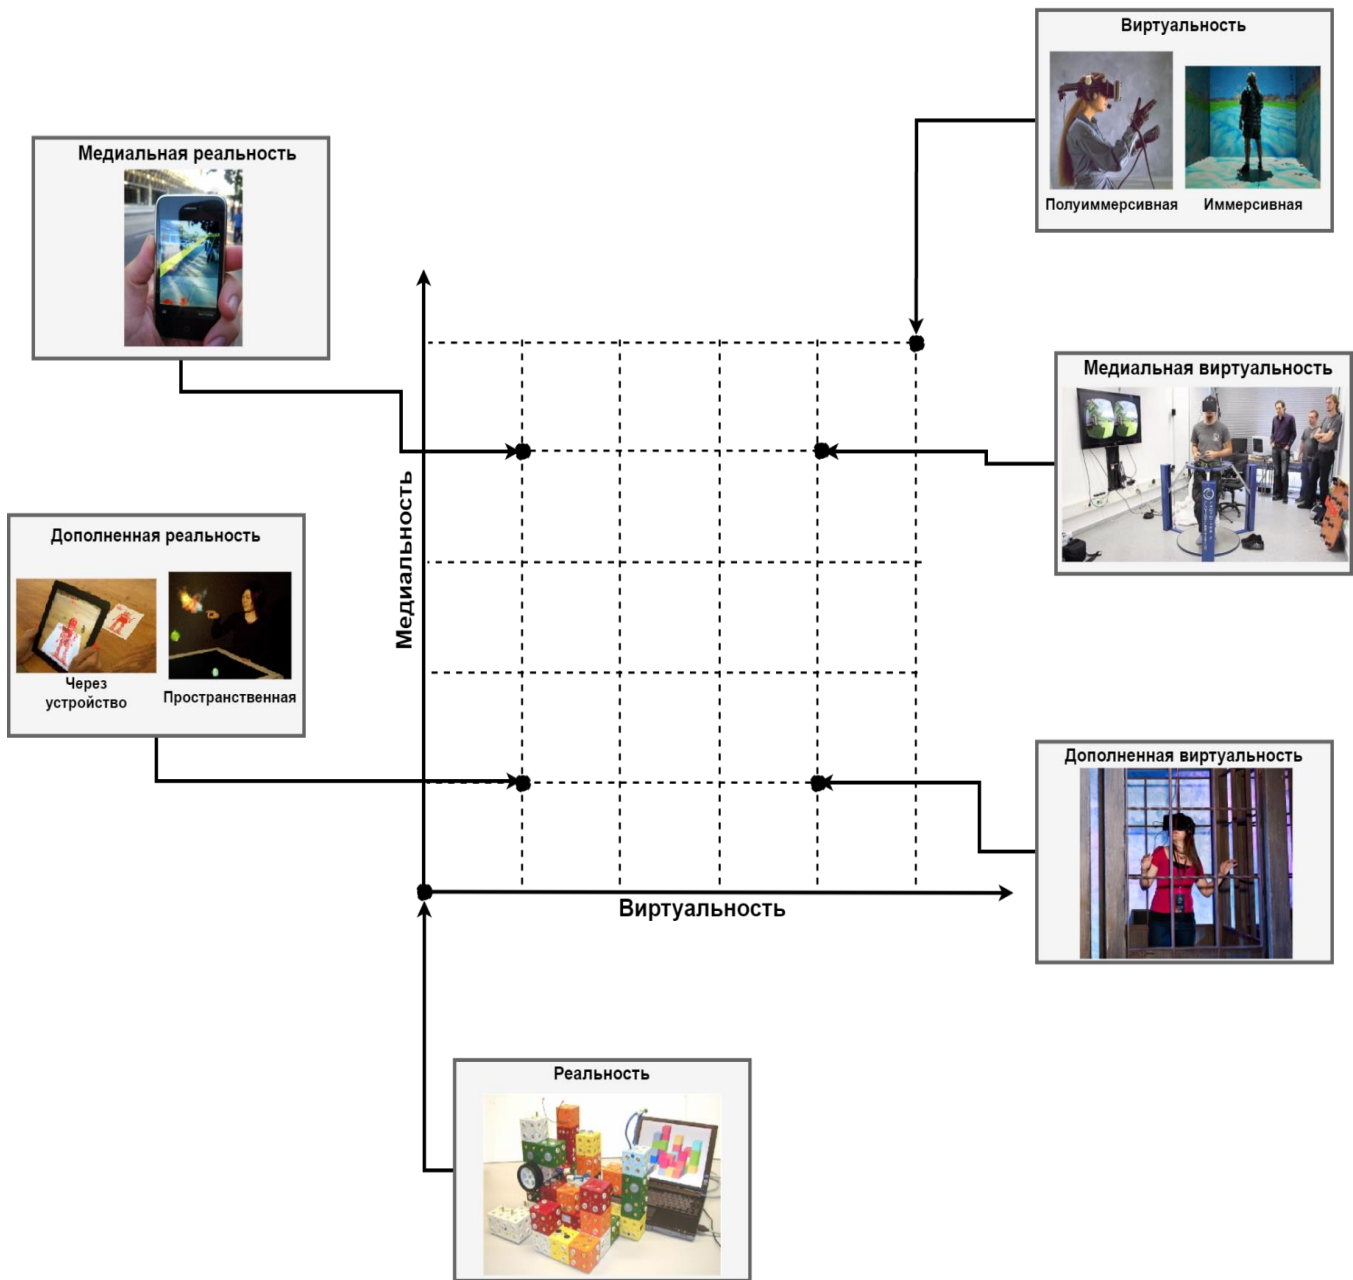 Виртуальность
Полуиммерсивная
Иммерсивная
Медиальная реальность
Медиальная виртуальность
Медиальность
Дополненная реальность
Через
устройство
Пространственная
Дополненная виртуальность
Виртуальность
Реальность